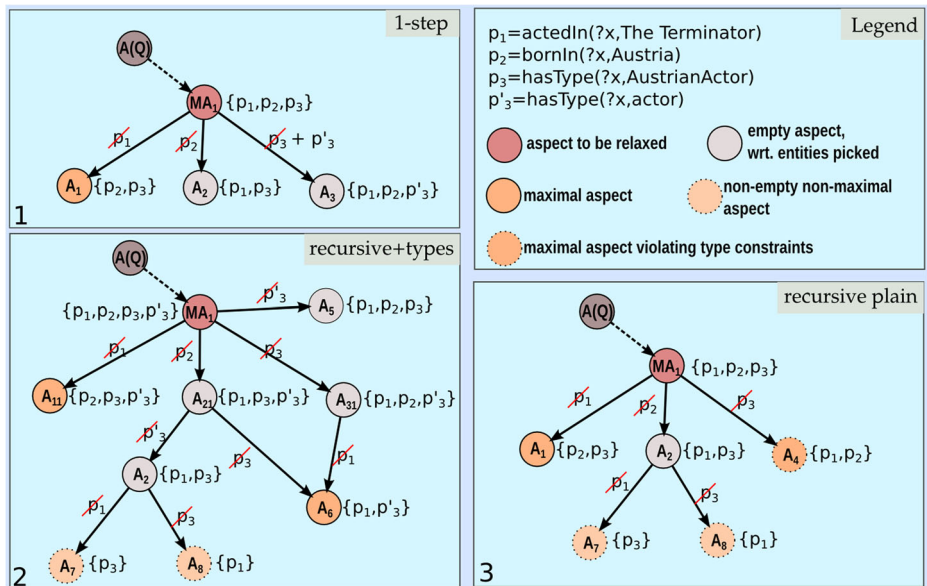 1-step
A(Q)
MA₁ {p₁,p₂,p₃}
p₁ p₂ p₃ + p'₃
A₁ {p₂,p₃} A₂ {p₁,p₃} A₃ {p₁,p₂,p'₃}
1
Legend
p₁=actedIn(?x,The Terminator)
p₂=bornIn(?x,Austria)
p₃=hasType(?x,AustrianActor)
p'₃=hasType(?x,actor)
aspect to be relaxed
empty aspect,
wrt. entities picked
maximal aspect
non-empty non-maximal
aspect
maximal aspect violating type constraints
recursive+types
A(Q)
p'₃
{p₁,p₂,p₃,p'₃} MA₁ A₅ {p₁,p₂,p₃}
p₁ p₂ p₃
A₁₁ {p₂,p₃,p'₃} A₂₁ {p₁,p₃,p'₃} A₃₁ {p₁,p₂,p'₃}
p'₃ p₃ p₁
A₂ {p₁,p₃}
p₁ p₃ A₆ {p₁,p'₃}
A₇ {p₃} A₈ {p₁}
2
recursive plain
A(Q)
MA₁ {p₁,p₂,p₃}
p₁ p₂ p₃
A₁ {p₂,p₃} A₂ {p₁,p₃} A₄ {p₁,p₂}
p₁ p₃
A₇ {p₃} A₈ {p₁}
3